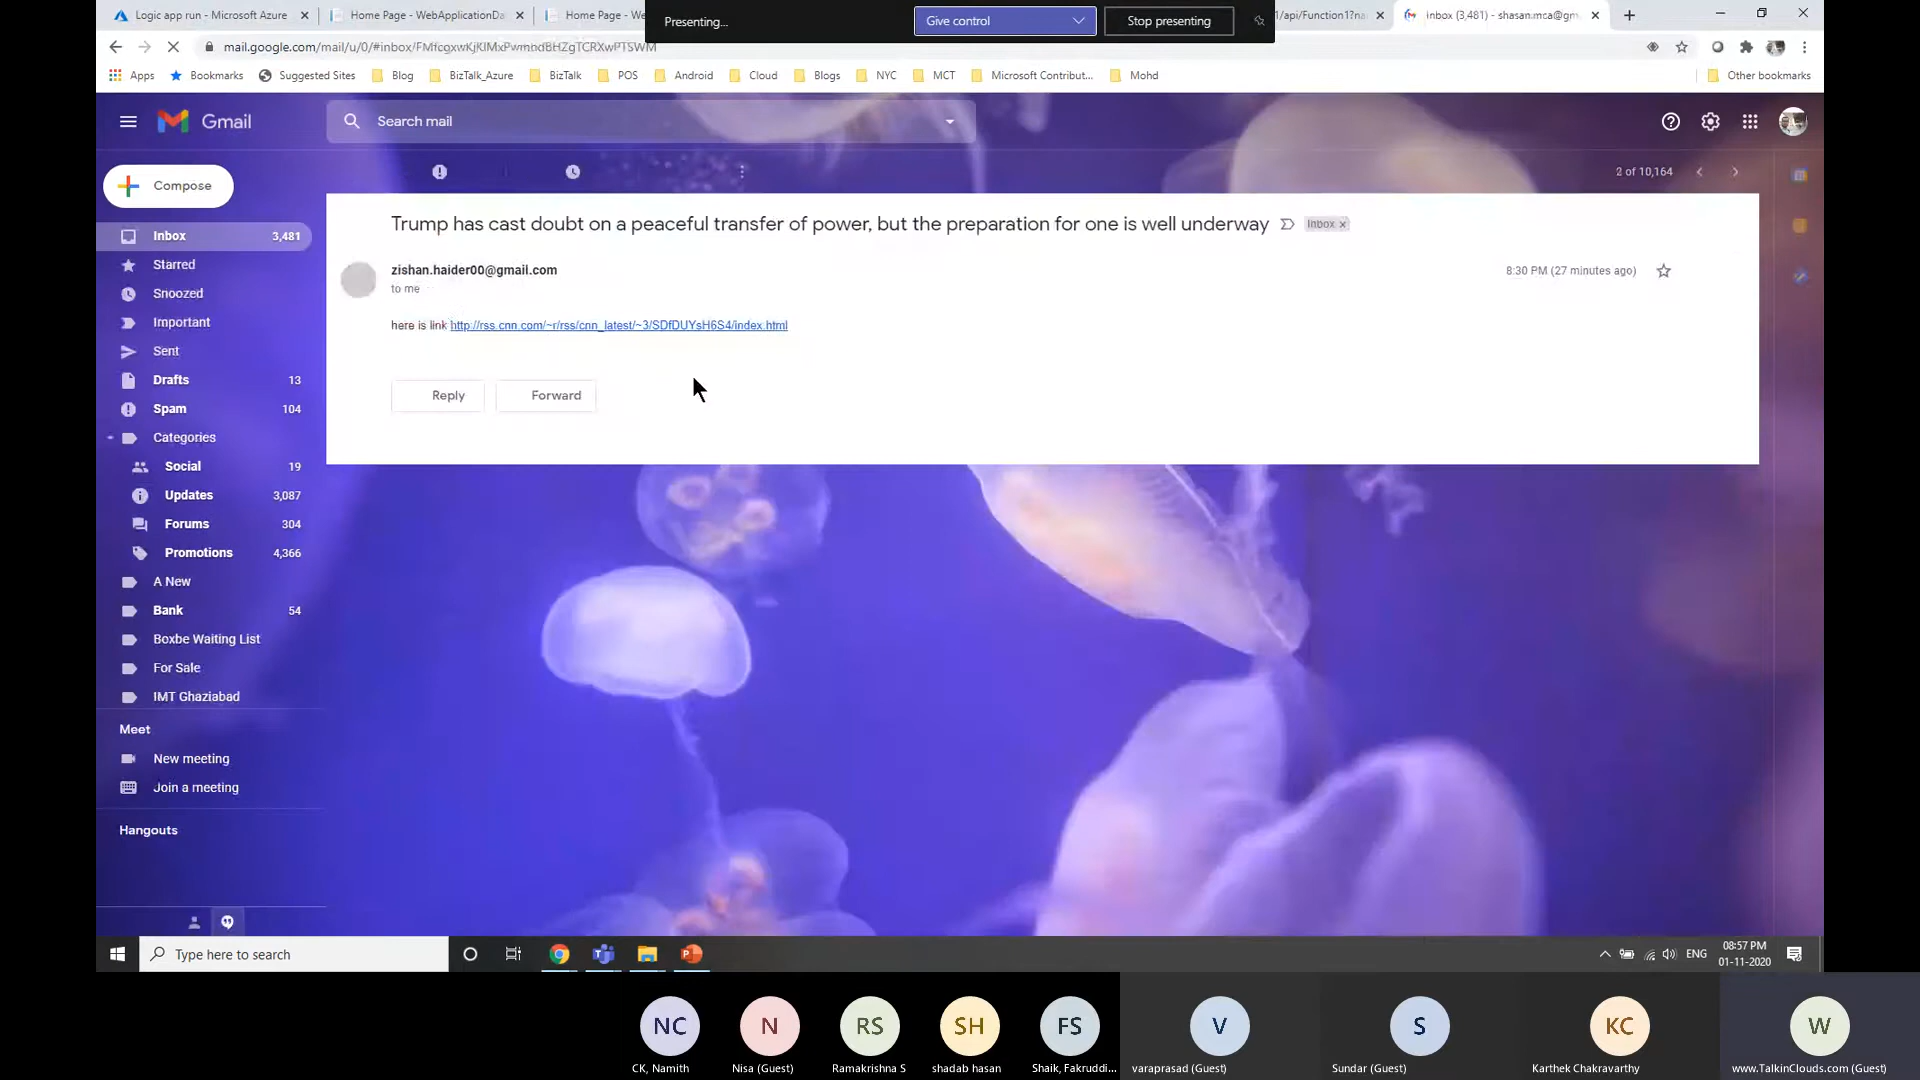 Logic app run - Microsoft Azure
Home Page - WebApplicationDa
Home Page - We
Presenting...
Give control
Stop presenting
1/api/Function1?na
Inbox (3,481) - shasan.mca@gm
mail.google.com/mail/u/0/#inbox/
Apps
Bookmarks
Suggested Sites
Blog
BizTalk_Azure
BizTalk
POS
Android
Cloud
Blogs
NYC
MCT
Microsoft Contribut...
Mohd
Other bookmarks
Gmail
Search mail
Compose
2 of 10,164
Trump has cast doubt on a peaceful transfer of power, but the preparation for one is well underway
Inbox x
Inbox 3,481
Starred
Snoozed
Important
Sent
Drafts 13
Spam 104
Categories
Social 19
Updates 3,087
Forums 304
Promotions 4,366
A New
Bank 54
Boxbe Waiting List
For Sale
IMT Ghaziabad
Meet
New meeting
Join a meeting
Hangouts
zishan.haider00@gmail.com
8:30 PM (27 minutes ago)
to me
here is link http://rss.cnn.com/~r/rss/cnn_latest/~3/SDfDUYsH6S4/index.html
Reply
Forward
Type here to search
ENG
08:57 PM
01-11-2020
NC
N
RS
SH
FS
V
S
KC
W
CK, Namith
Nisa (Guest)
Ramakrishna S
shadab hasan
Shaik, Fakruddi...
varaprasad (Guest)
Sundar (Guest)
Karthek Chakravarthy
www.TalkinClouds.com (Guest)